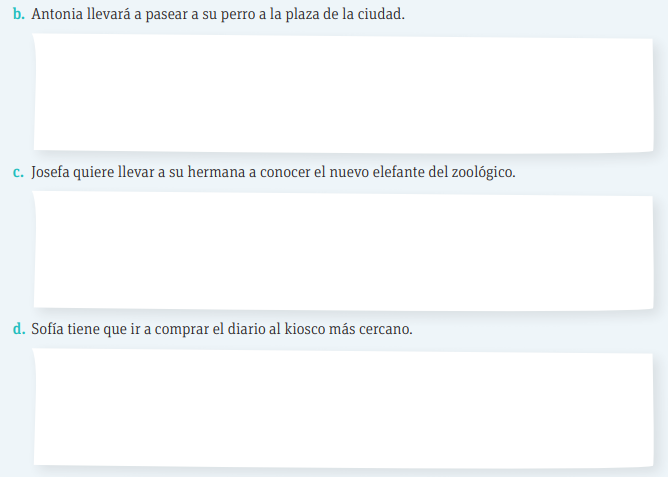 b. Antonia llevará a pasear a su perro a la plaza de la ciudad.
c. Josefa quiere llevar a su hermana a conocer el nuevo elefante del zoológico.
d. Sofía tiene que ir a comprar el diario al kiosco más cercano.